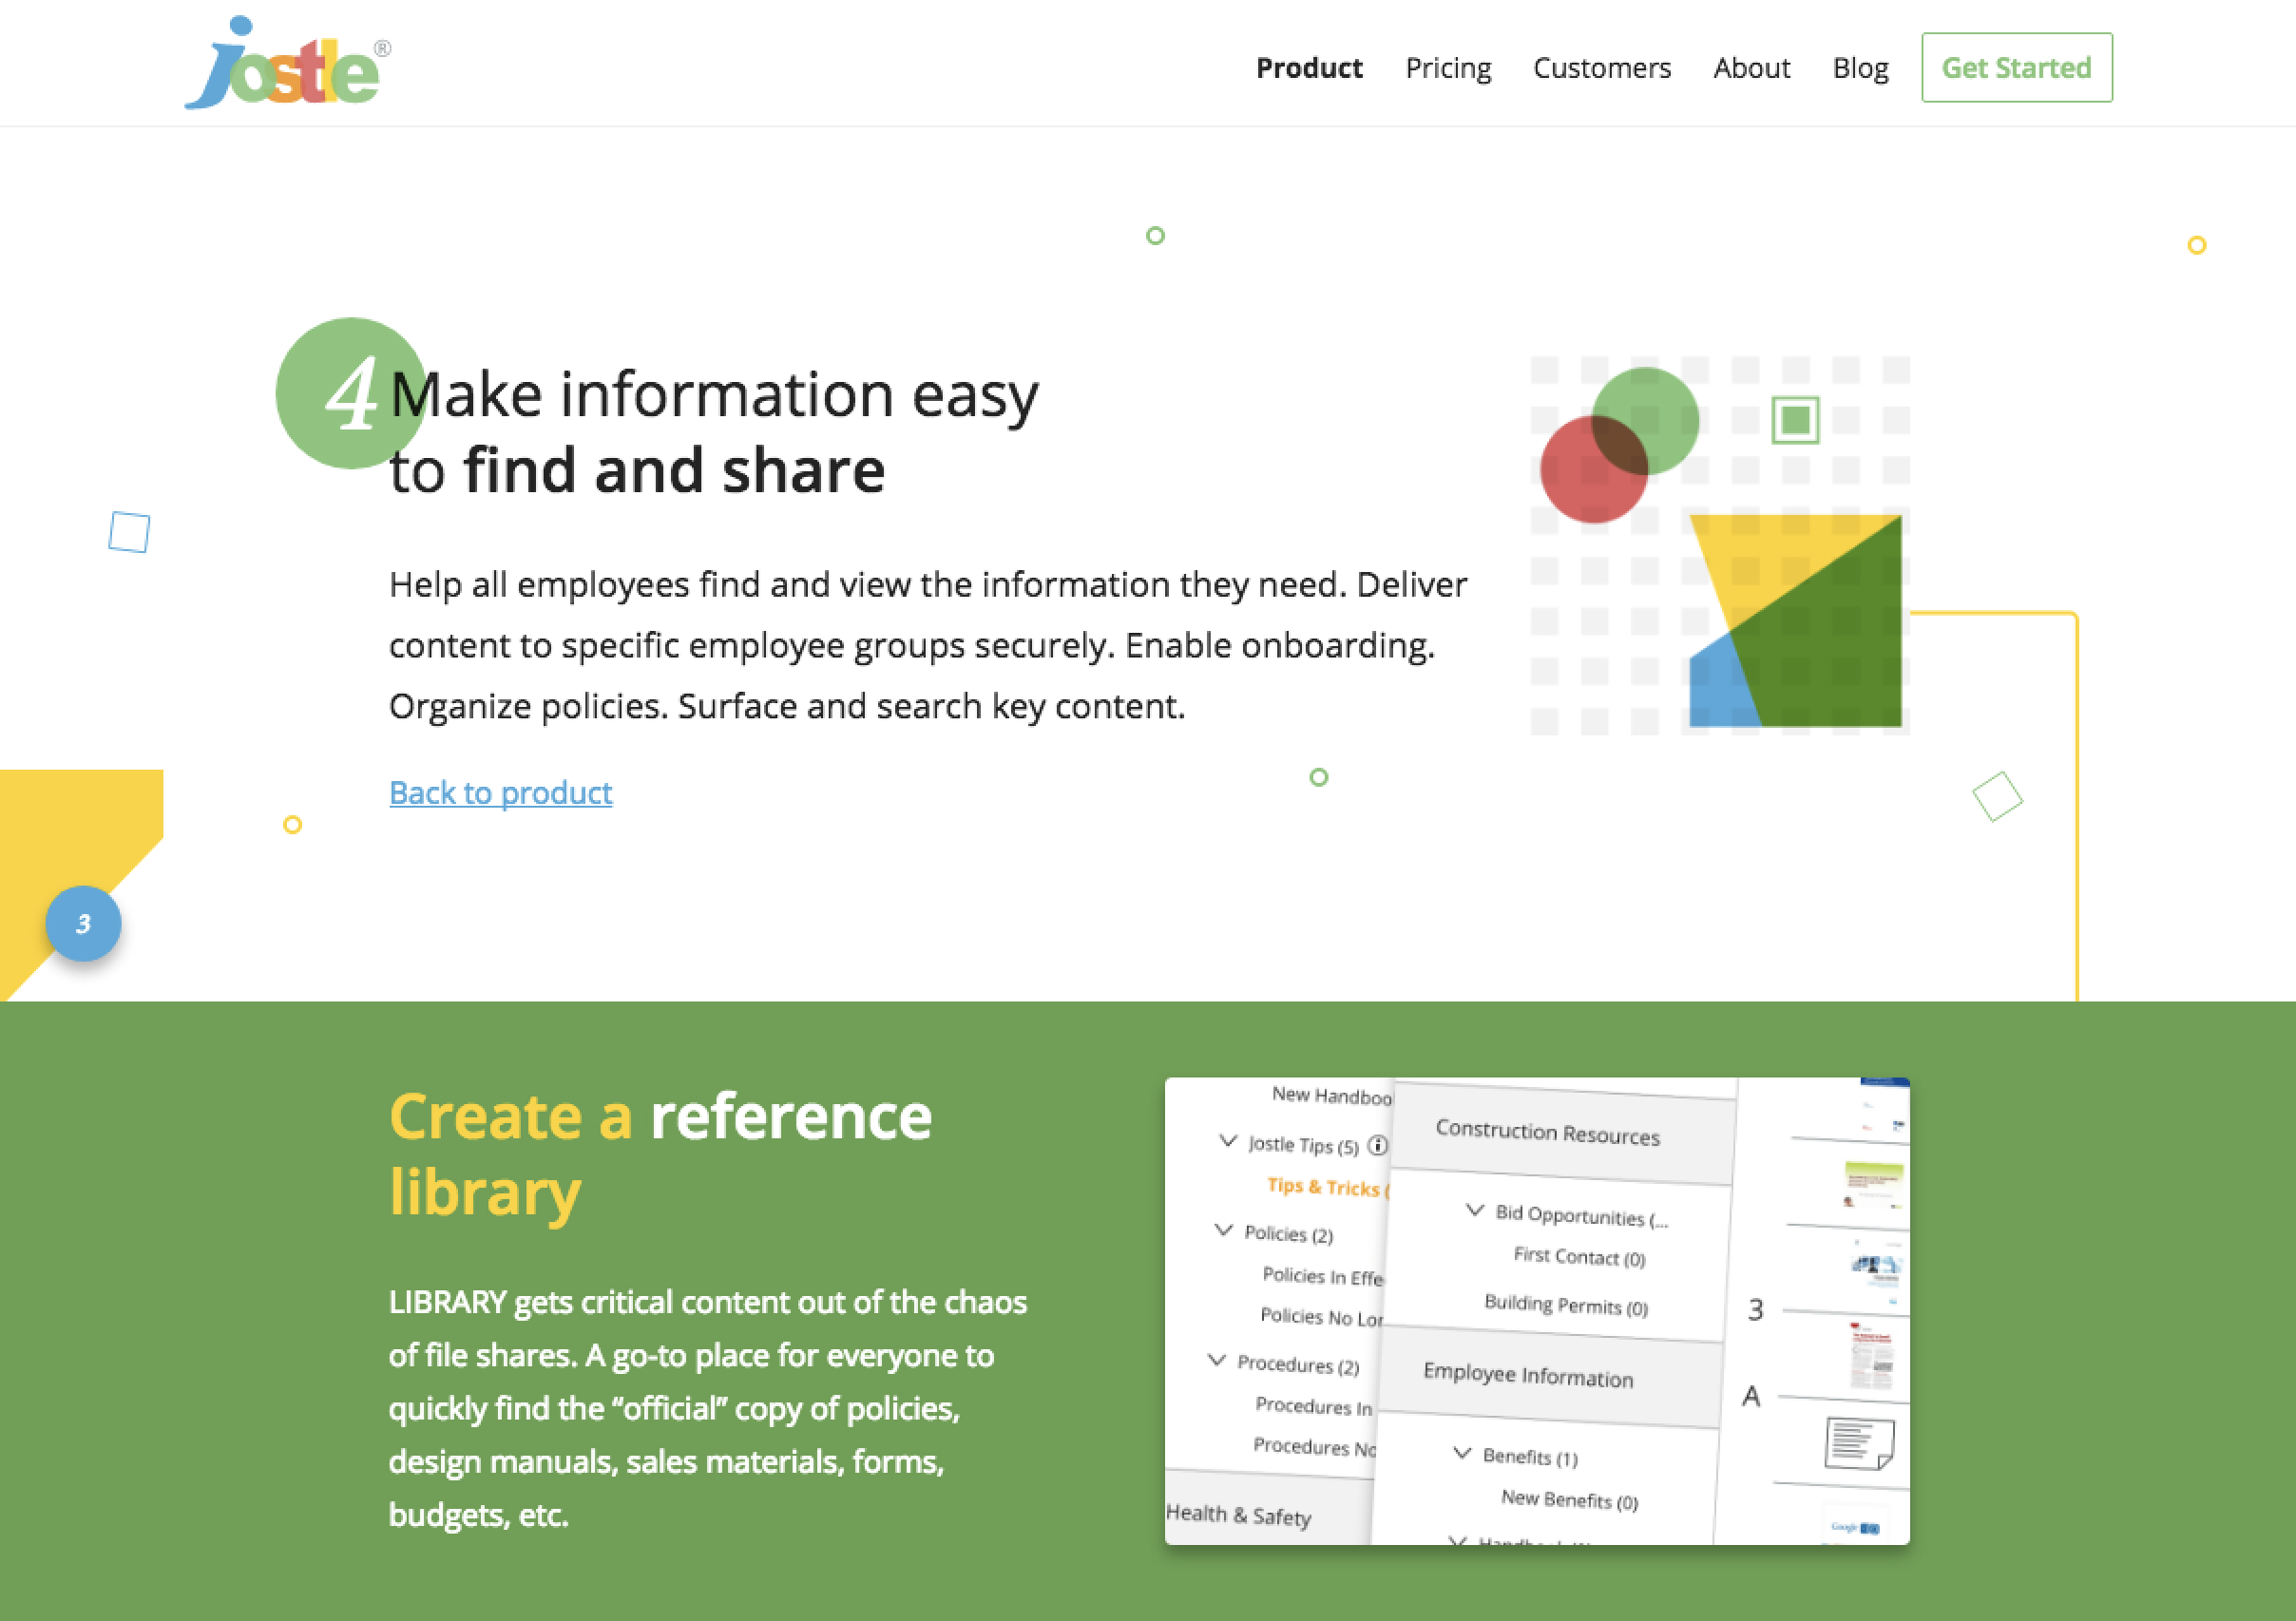 jostle®
Product
Pricing
Customers
About
Blog
Get Started
4
Make information easy
to find and share
Help all employees find and view the information they need. Deliver
content to specific employee groups securely. Enable onboarding.
Organize policies. Surface and search key content.
Back to product
3
Create a reference
library
LIBRARY gets critical content out of the chaos
of file shares. A go-to place for everyone to
quickly find the “official” copy of policies,
design manuals, sales materials, forms,
budgets, etc.
New Handboo
Jostle Tips (5)
Tips & Tricks (
Policies (2)
Policies In Effe
Policies No Lor
Procedures (2)
Procedures In
Procedures No
Health & Safety
Construction Resources
Bid Opportunities (...
First Contact (0)
Building Permits (0)
Employee Information
Benefits (1)
New Benefits (0)
3
A
Google